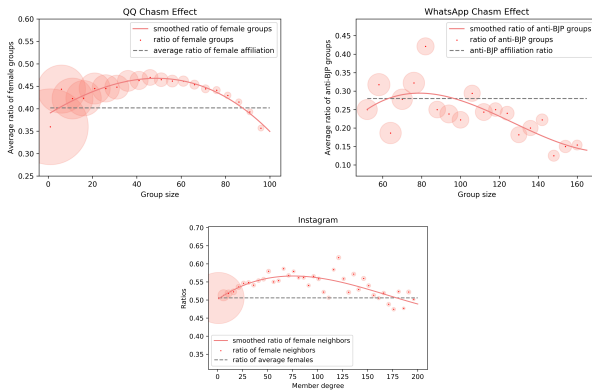 QQ Chasm Effect
smoothed ratio of female groups
ratio of female groups
average ratio of female affiliation
Average ratio of female groups
0.60
0.55
0.50
0.45
0.40
0.35
0.30
0.25
0
20
40
60
80
100
Group size
WhatsApp Chasm Effect
smoothed ratio of anti-BJP groups
ratio of anti-BJP groups
anti-BJP affiliation ratio
Average ratio of anti-BJP groups
0.45
0.40
0.35
0.30
0.25
0.20
0.15
0.10
60
80
100
120
140
160
Group size
Instagram
Ratios
0.70
0.65
0.60
0.55
0.50
0.45
0.40
0.35
smoothed ratio of female neighbors
ratio of female neighbors
ratio of average females
0
25
50
75
100
125
150
175
200
Member degree